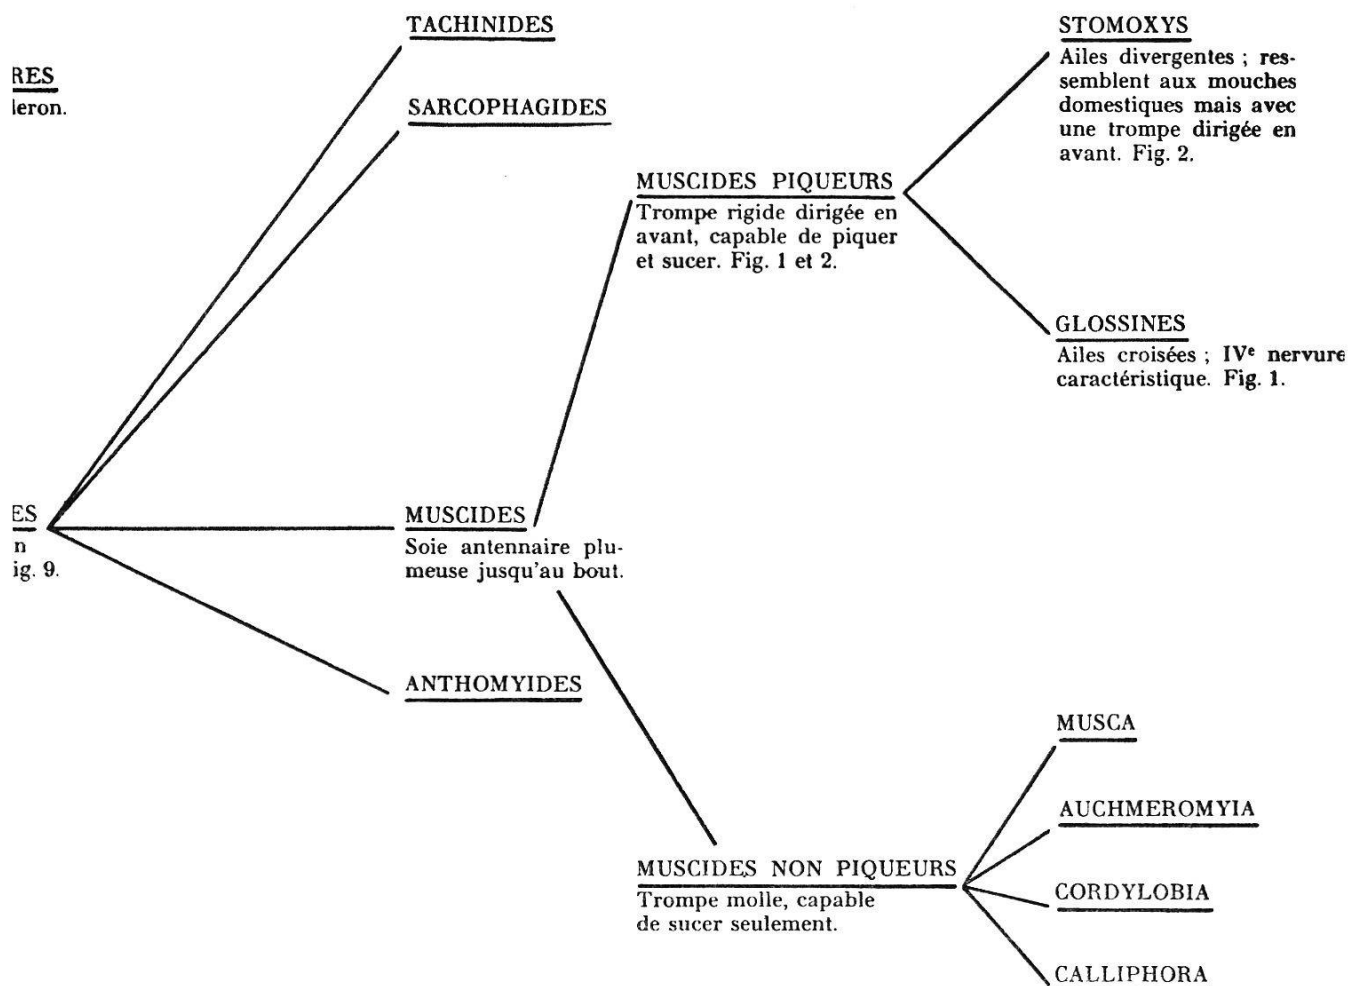 RES
leron.
ES
n
ig. 9.
TACHINIDES
SARCOPHAGIDES
MUSCIDES
Soie antennaire plu-
meuse jusqu'au bout.
ANTHOMYIDES
MUSCIDES PIQUEURS
Trompe rigide dirigée en
avant, capable de piquer
et sucer. Fig. 1 et 2.
MUSCIDES NON PIQUEURS
Trompe molle, capable
de sucer seulement.
STOMOXYS
Ailes divergentes ; res-
semblent aux mouches
domestiques mais avec
une trompe dirigée en
avant. Fig. 2.
GLOSSINES
Ailes croisées ; IVᵉ nervure
caractéristique. Fig. 1.
MUSCA
AUCHMEROMYIA
CORDYLOBIA
CALLIPHORA